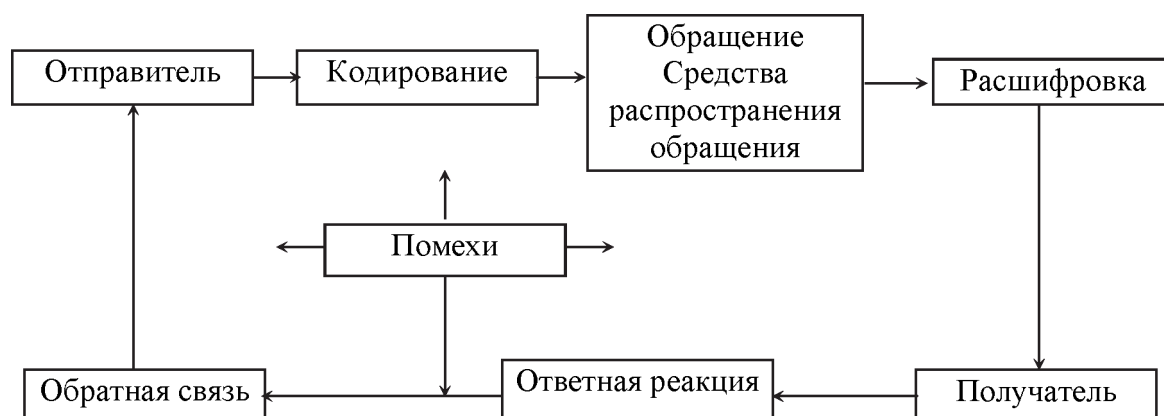 Отправитель
Кодирование
Обращение
Средства
распространения
обращения
Расшифровка
Помехи
Обратная связь
Ответная реакция
Получатель